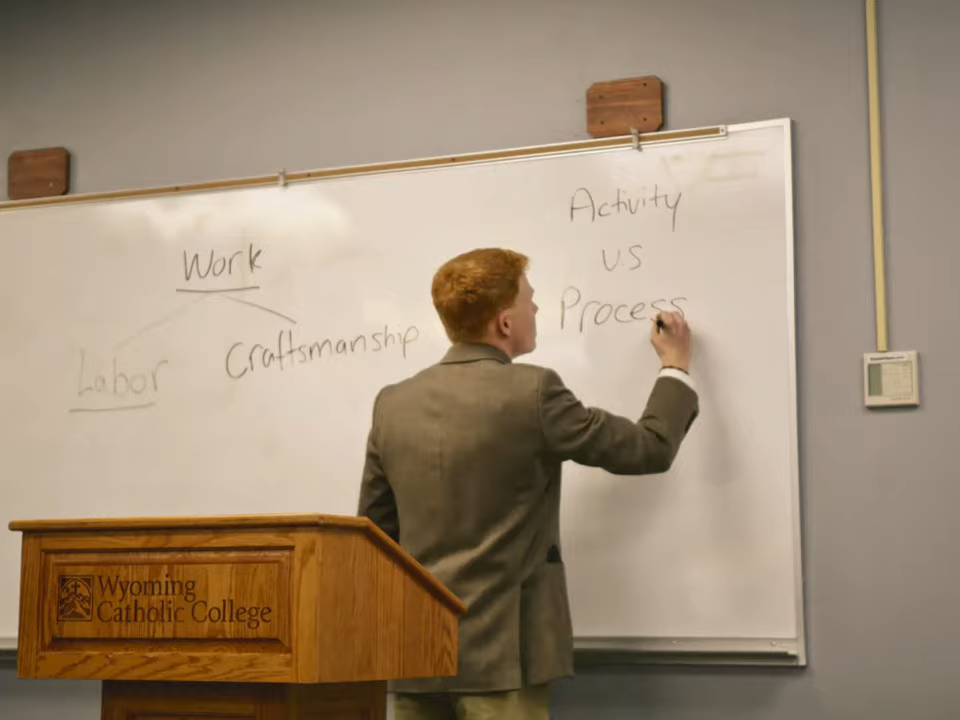 Work
Labor
Craftsmanship
Activity
vs
Process
Wyoming
Catholic College